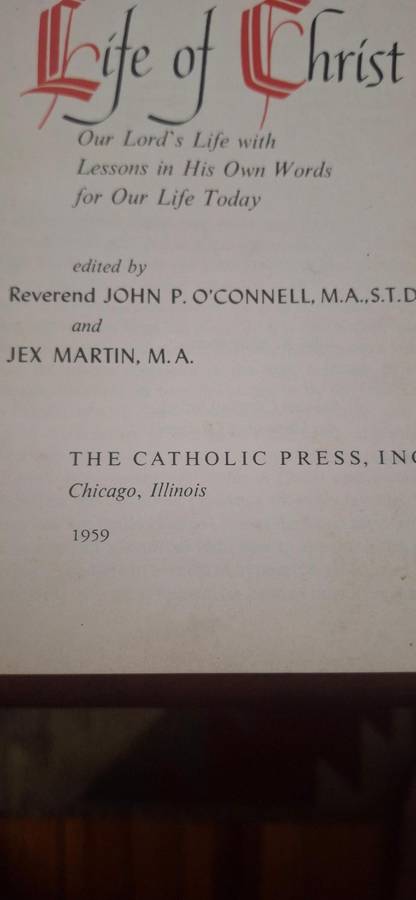 Life of Christ
Our Lord's Life with
Lessons in His Own Words
for Our Life Today
edited by
Reverend JOHN P. O'CONNELL, M.A., S.T.D
and
JEX MARTIN, M.A.
THE CATHOLIC PRESS, INC
Chicago, Illinois
1959